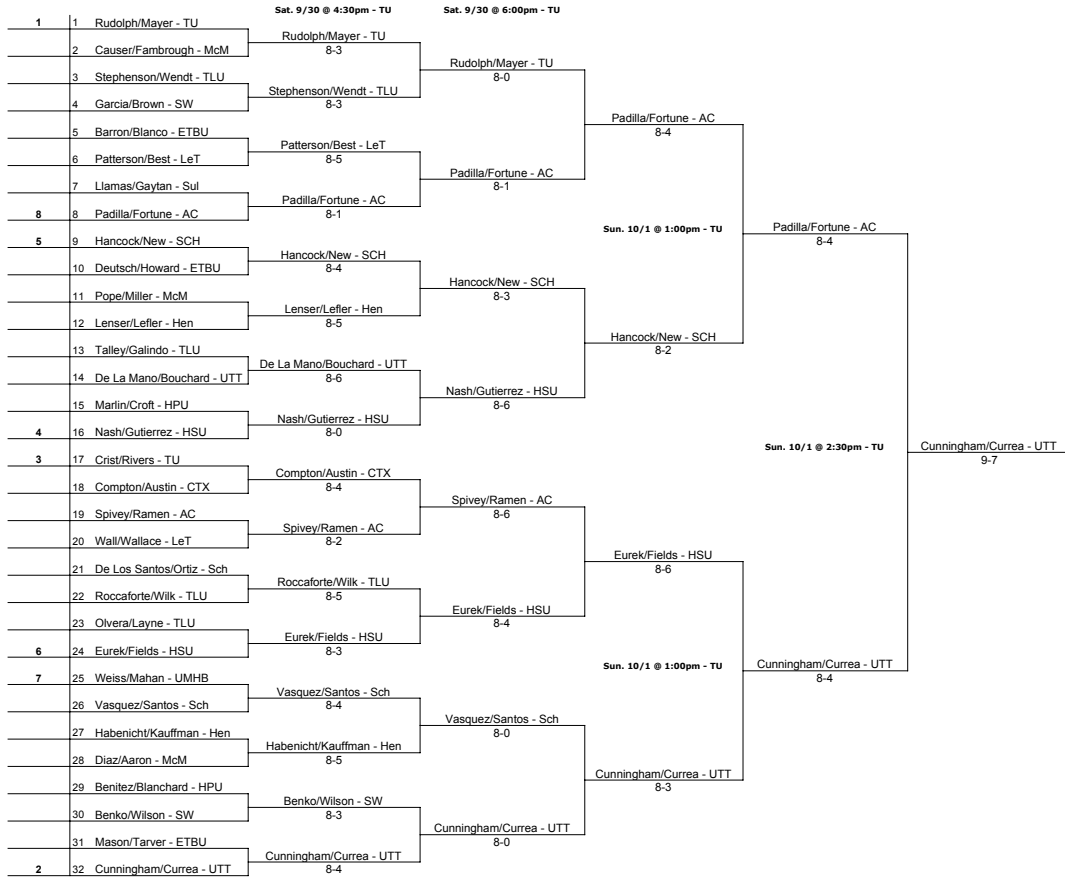 Sat. 9/30 @ 4:30pm - TU
Sat. 9/30 @ 6:00pm - TU
1
1 Rudolph/Mayer - TU
Rudolph/Mayer - TU
8-3
2 Causer/Fambrough - McM
Rudolph/Mayer - TU
8-0
3 Stephenson/Wendt - TLU
Stephenson/Wendt - TLU
8-3
4 Garcia/Brown - SW
Padilla/Fortune - AC
8-4
5 Barron/Blanco - ETBU
Patterson/Best - LeT
8-5
6 Patterson/Best - LeT
Padilla/Fortune - AC
8-1
7 Llamas/Gaytan - Sul
Padilla/Fortune - AC
8-1
8
8 Padilla/Fortune - AC
Sun. 10/1 @ 1:00pm - TU
Padilla/Fortune - AC
8-4
5
9 Hancock/New - SCH
Hancock/New - SCH
8-4
10 Deutsch/Howard - ETBU
Hancock/New - SCH
8-3
11 Pope/Miller - McM
Lenser/Lefler - Hen
8-5
12 Lenser/Lefler - Hen
Hancock/New - SCH
8-2
13 Talley/Galindo - TLU
De La Mano/Bouchard - UTT
8-6
14 De La Mano/Bouchard - UTT
Nash/Gutierrez - HSU
8-6
15 Marlin/Croft - HPU
Nash/Gutierrez - HSU
8-0
4
16 Nash/Gutierrez - HSU
Sun. 10/1 @ 2:30pm - TU
Cunningham/Currea - UTT
9-7
3
17 Crist/Rivers - TU
Compton/Austin - CTX
8-4
18 Compton/Austin - CTX
Spivey/Ramen - AC
8-6
19 Spivey/Ramen - AC
Spivey/Ramen - AC
8-2
20 Wall/Wallace - LeT
Eurek/Fields - HSU
8-6
21 De Los Santos/Ortiz - Sch
Roccaforte/Wilk - TLU
8-5
22 Roccaforte/Wilk - TLU
Eurek/Fields - HSU
8-4
23 Olvera/Layne - TLU
Eurek/Fields - HSU
8-3
6
24 Eurek/Fields - HSU
Sun. 10/1 @ 1:00pm - TU
Cunningham/Currea - UTT
8-4
7
25 Weiss/Mahan - UMHB
Vasquez/Santos - Sch
8-4
26 Vasquez/Santos - Sch
Vasquez/Santos - Sch
8-0
27 Habenicht/Kauffman - Hen
Habenicht/Kauffman - Hen
8-5
28 Diaz/Aaron - McM
Cunningham/Currea - UTT
8-3
29 Benitez/Blanchard - HPU
Benko/Wilson - SW
8-3
30 Benko/Wilson - SW
Cunningham/Currea - UTT
8-0
31 Mason/Tarver - ETBU
Cunningham/Currea - UTT
8-4
2
32 Cunningham/Currea - UTT